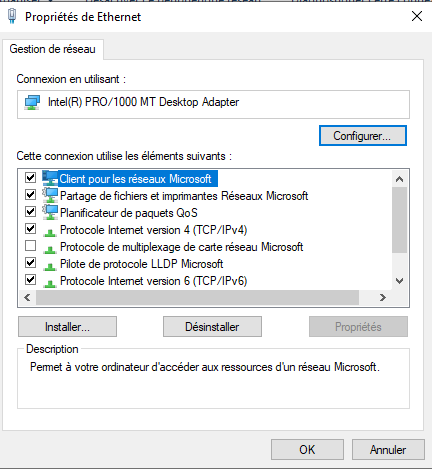 Propriétés de Ethernet
Gestion de réseau
Connexion en utilisant :
Intel(R) PRO/1000 MT Desktop Adapter
Configurer...
Cette connexion utilise les éléments suivants :
Client pour les réseaux Microsoft
Partage de fichiers et imprimantes Réseaux Microsoft
Planificateur de paquets QoS
Protocole Internet version 4 (TCP/IPv4)
Protocole de multiplexage de carte réseau Microsoft
Pilote de protocole LLDP Microsoft
Protocole Internet version 6 (TCP/IPv6)
Installer... Désinstaller Propriétés
Description
Permet à votre ordinateur d'accéder aux ressources d'un réseau Microsoft.
OK Annuler